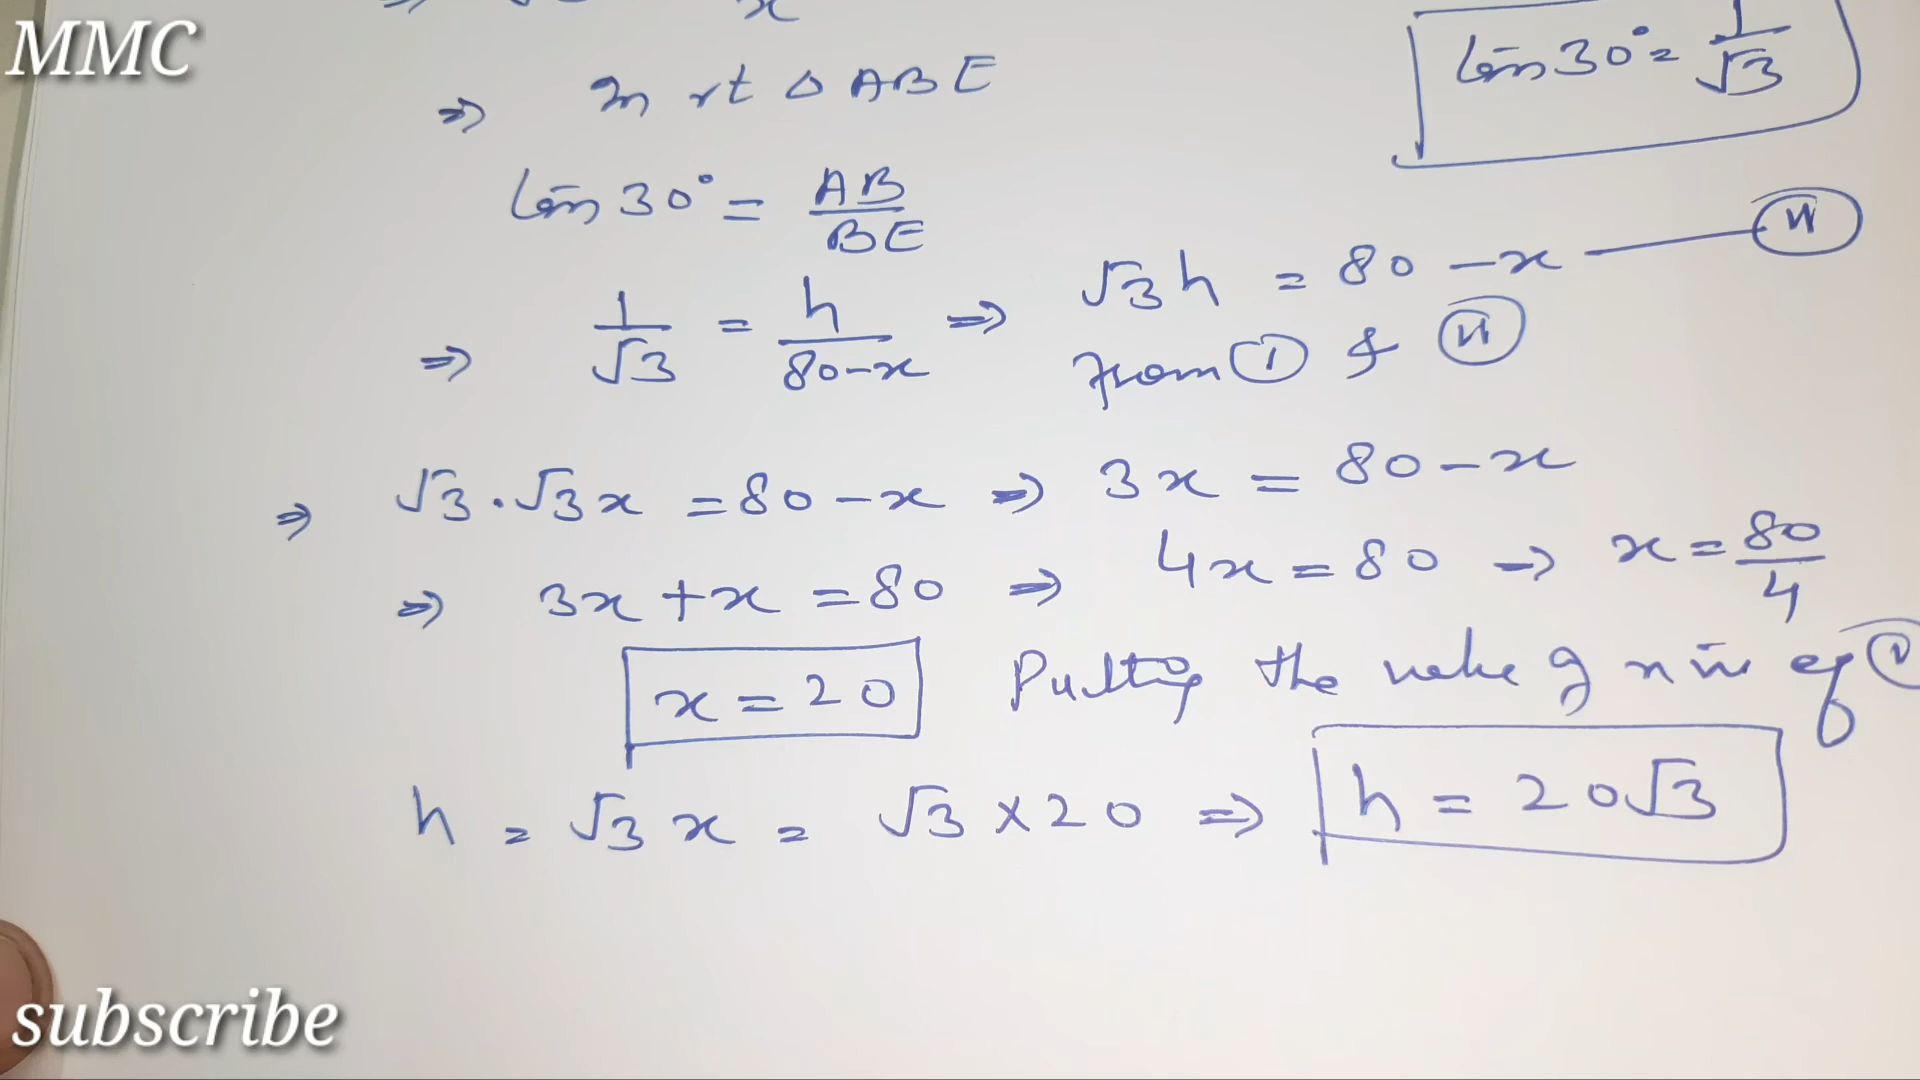 MMC
x
tan 30° = 1/√3
⇒ In rt △ ABE
tan 30° = AB/BE
⇒ 1/√3 = h/80-x ⇒ √3h = 80 - x — (II)
from (I) & (II)
⇒ √3 . √3x = 80 - x ⇒ 3x = 80 - x
⇒ 3x + x = 80 ⇒ 4x = 80 ⇒ x = 80/4
x = 20 Putting the value of x in eq
h = √3 x = √3 × 20 ⇒ h = 20√3
subscribe